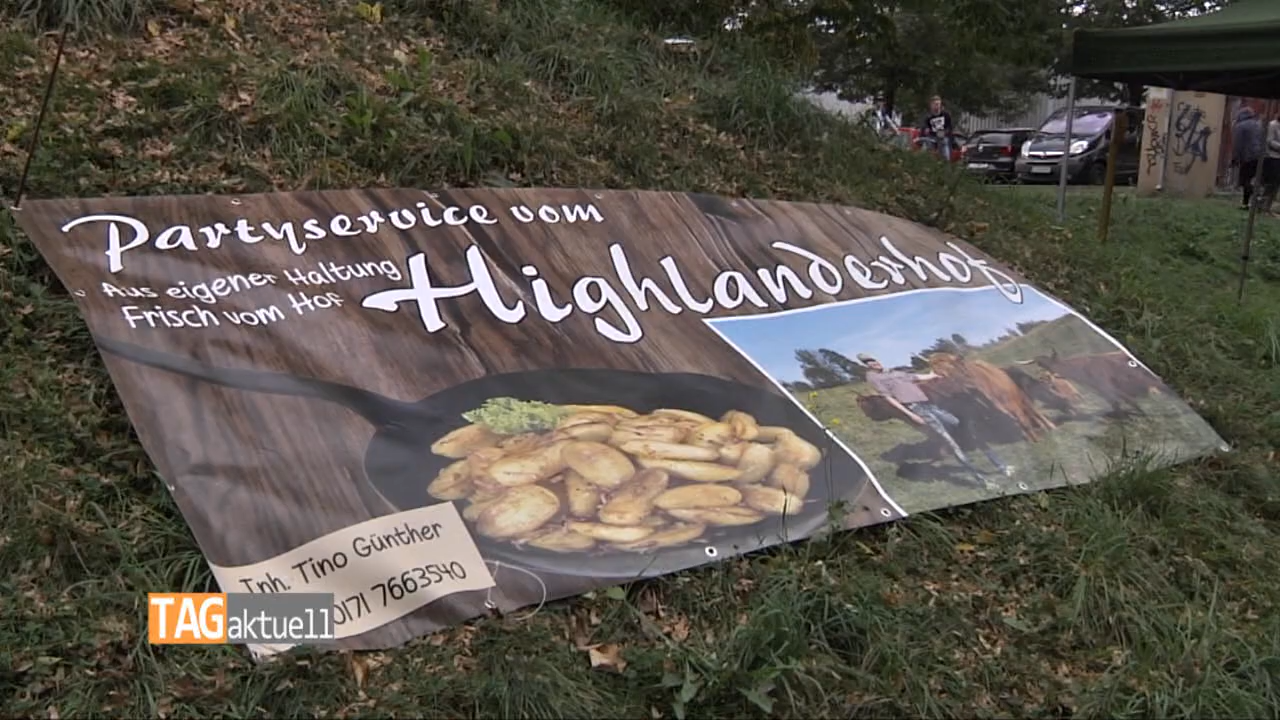 Partyservice vom
Aus eigener Haltung
Frisch vom Hof
Highlanderhof
Inh. Tino Günther
0171 7663540
TAGaktuell